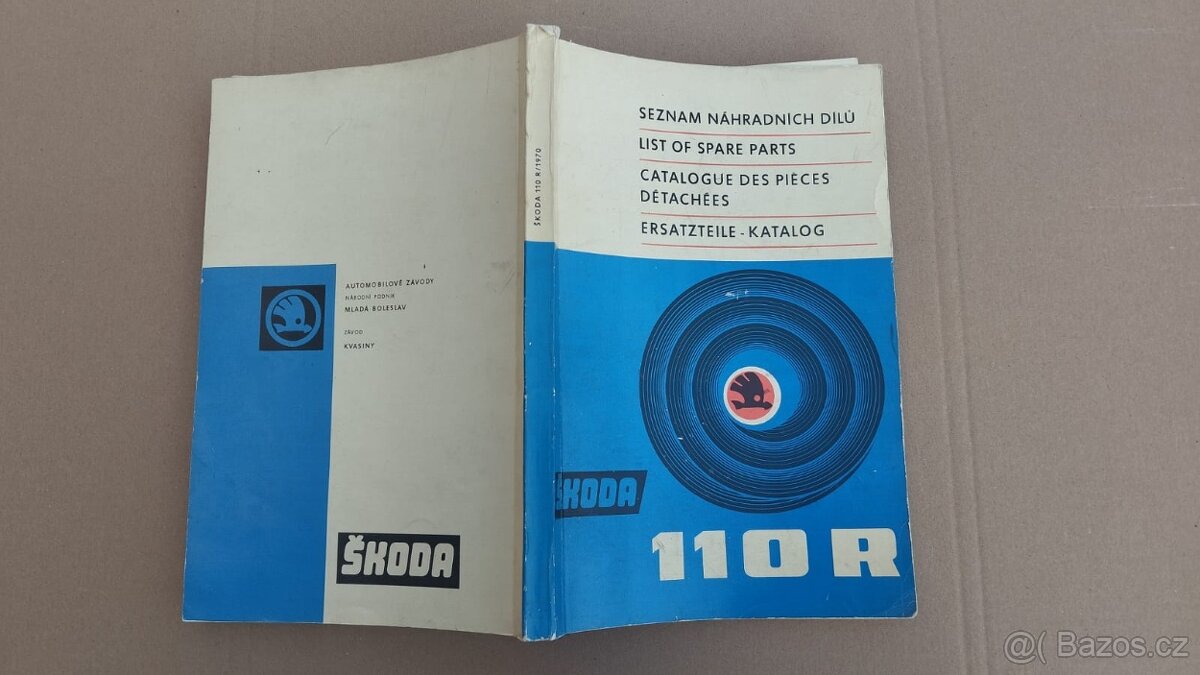 AUTOMOBILOVÉ ZÁVODY
NÁRODNÍ PODNIK
MLADÁ BOLESLAV
ZÁVOD
KVASINY
ŠKODA
ŠKODA 110 R/1970
SEZNAM NÁHRADNÍCH DÍLŮ
LIST OF SPARE PARTS
CATALOGUE DES PIÈCES
DÉTACHÉES
ERSATZTEILE - KATALOG
ŠKODA
110 R
@( Bazos.cz